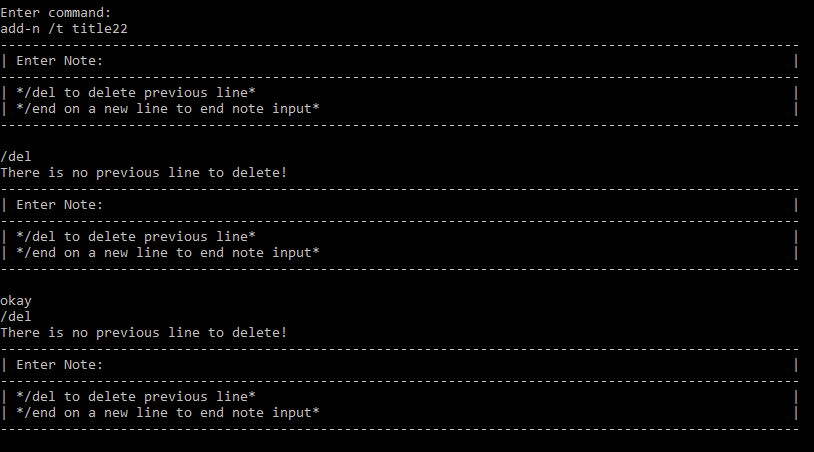 Enter command:
add-n /t title22
----------------------------------------------------------------------------------------------------
| Enter Note: |
----------------------------------------------------------------------------------------------------
| */del to delete previous line* |
| */end on a new line to end note input* |
----------------------------------------------------------------------------------------------------
/del
There is no previous line to delete!
----------------------------------------------------------------------------------------------------
| Enter Note: |
----------------------------------------------------------------------------------------------------
| */del to delete previous line* |
| */end on a new line to end note input* |
----------------------------------------------------------------------------------------------------
okay
/del
There is no previous line to delete!
----------------------------------------------------------------------------------------------------
| Enter Note: |
----------------------------------------------------------------------------------------------------
| */del to delete previous line* |
| */end on a new line to end note input* |
----------------------------------------------------------------------------------------------------